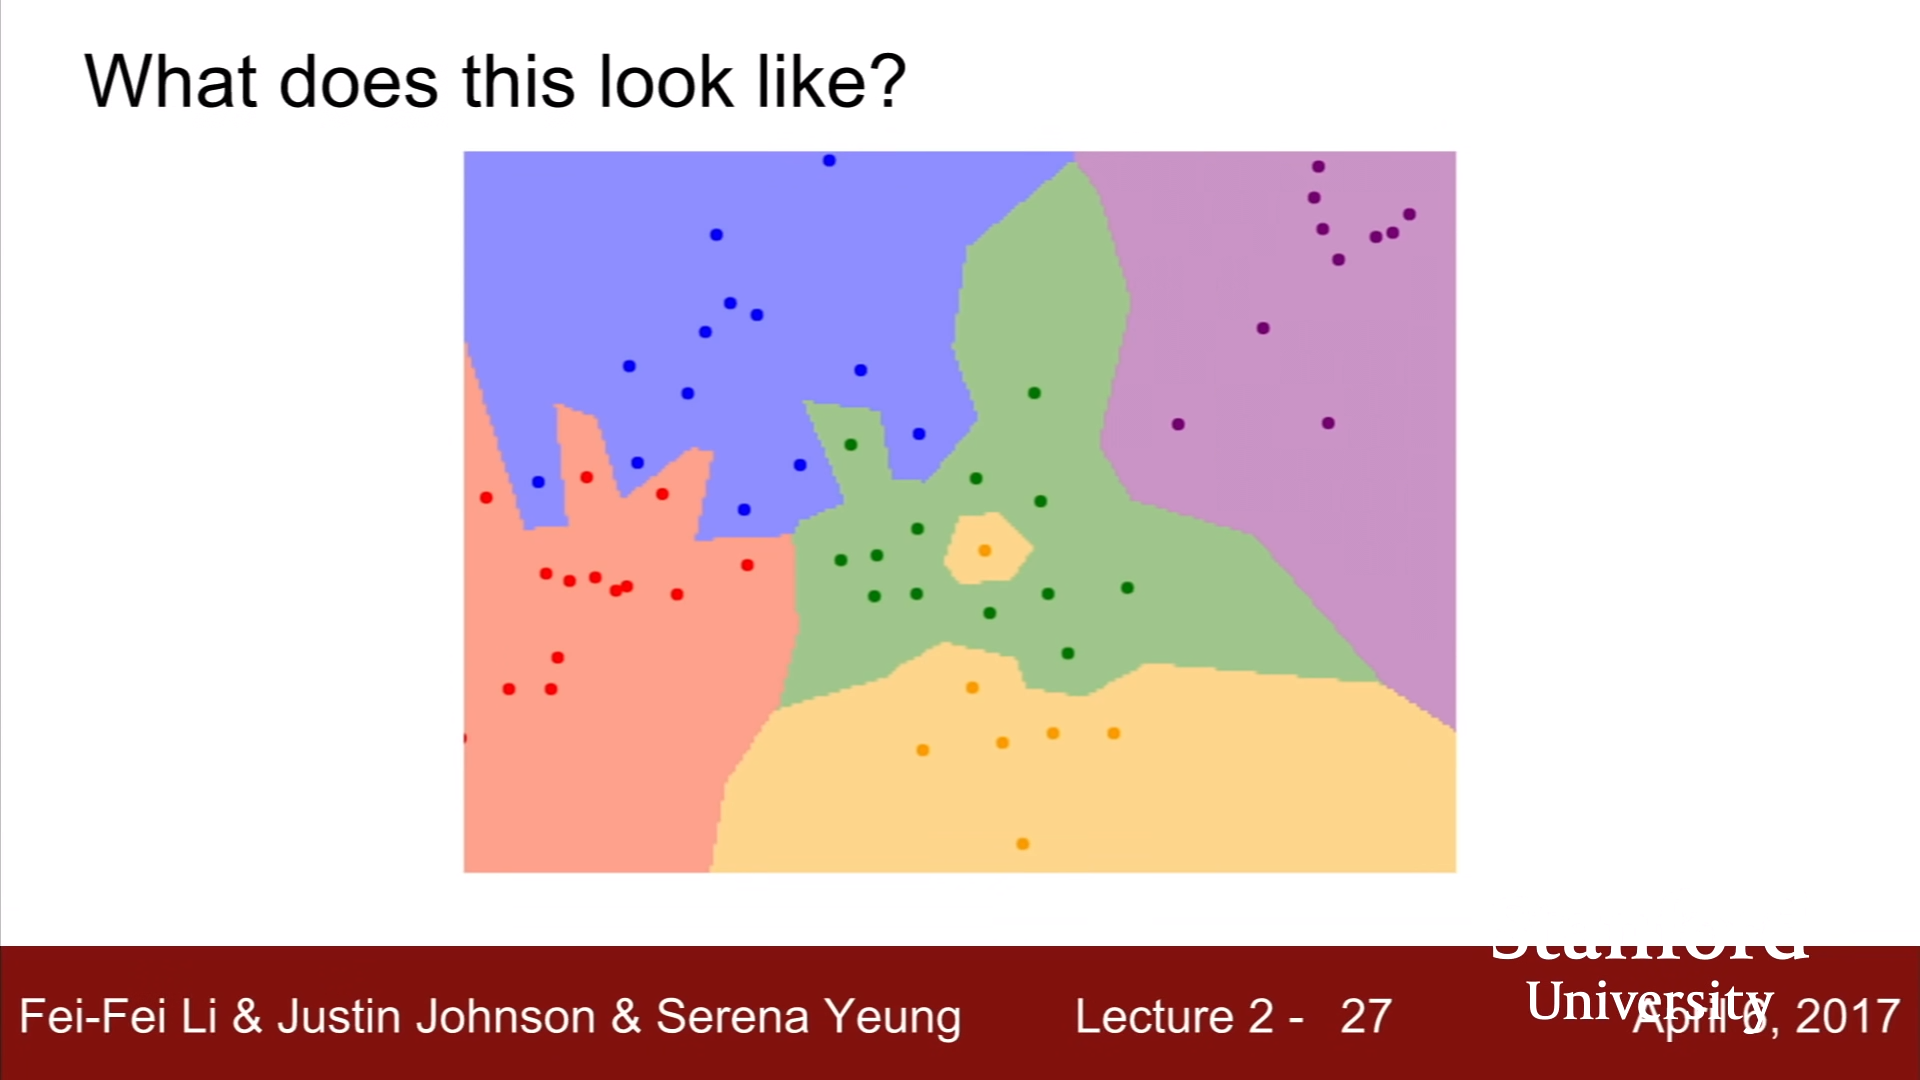 What does this look like?
Fei-Fei Li & Justin Johnson & Serena Yeung
Lecture 2 - 27
Stanford
University
April 6, 2017